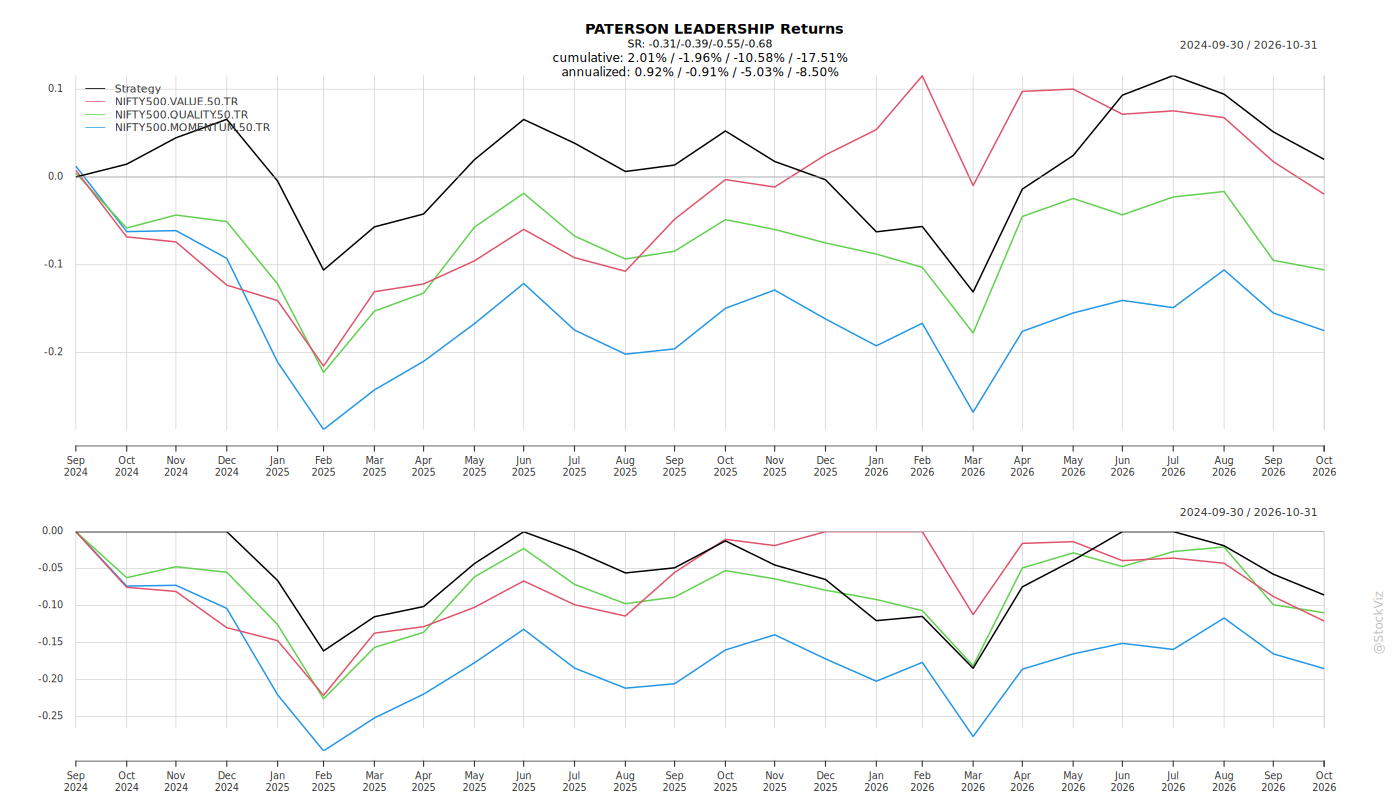 PATERSON LEADERSHIP Returns
SR: -0.31/-0.39/-0.55/-0.68
cumulative: 2.01% / -1.96% / -10.58% / -17.51%
annualized: 0.92% / -0.91% / -5.03% / -8.50%
2024-09-30 / 2026-10-31
Strategy
NIFTY500.VALUE.50.TR
NIFTY500.QUALITY.50.TR
NIFTY500.MOMENTUM.50.TR
0.1
0.0
-0.1
-0.2
Sep Oct Nov Dec Jan Feb Mar Apr May Jun Jul Aug Sep Oct Nov Dec Jan Feb Mar Apr May Jun Jul Aug Sep Oct
2024 2024 2024 2024 2025 2025 2025 2025 2025 2025 2025 2025 2025 2025 2025 2025 2026 2026 2026 2026 2026 2026 2026 2026 2026 2026
2024-09-30 / 2026-10-31
0.00
-0.05
-0.10
-0.15
-0.20
-0.25
Sep Oct Nov Dec Jan Feb Mar Apr May Jun Jul Aug Sep Oct Nov Dec Jan Feb Mar Apr May Jun Jul Aug Sep Oct
2024 2024 2024 2024 2025 2025 2025 2025 2025 2025 2025 2025 2025 2025 2025 2025 2026 2026 2026 2026 2026 2026 2026 2026 2026 2026
@StockViz